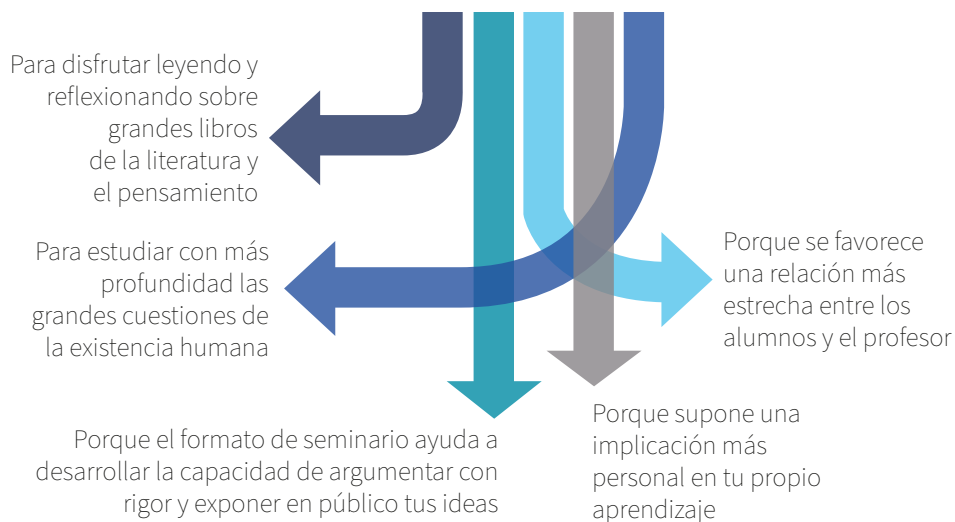 Para disfrutar leyendo y
reflexionando sobre
grandes libros
de la literatura y
el pensamiento
Para estudiar con más
profundidad las
grandes cuestiones de
la existencia humana
Porque se favorece
una relación más
estrecha entre los
alumnos y el profesor
Porque el formato de seminario ayuda a
desarrollar la capacidad de argumentar con
rigor y exponer en público tus ideas
Porque supone una
implicación más
personal en tu propio
aprendizaje